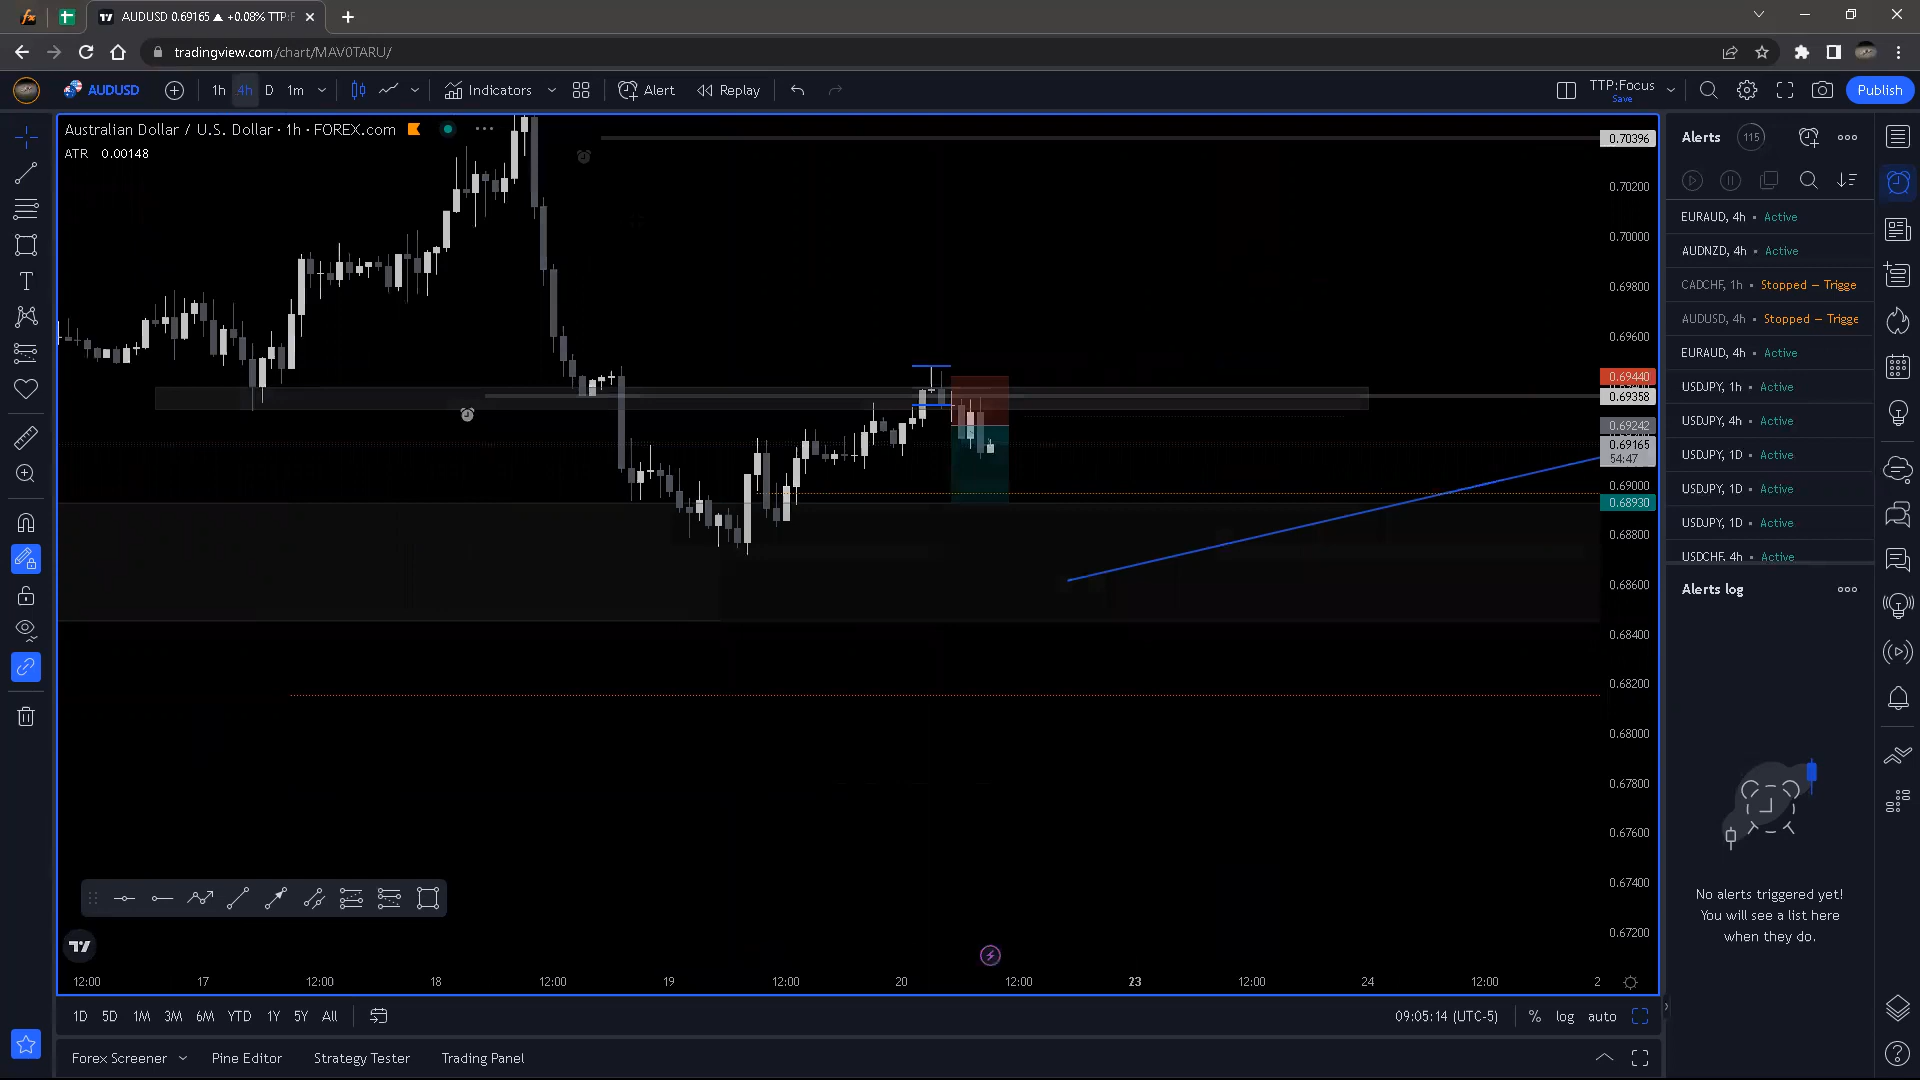 AUDUSD 0.69165 ▲ +0.08% TTP:F
tradingview.com/chart/MAV0TARU/
AUDUSD 1h 4h D 1m Indicators Alert Replay TTP:Focus Save Publish
Australian Dollar / U.S. Dollar · 1h · FOREX.com
ATR 0.00148
0.70396
0.70200
0.70000
0.69800
0.69600
0.69440
0.69358
0.69242
0.69165
54:47
0.69000
0.68930
0.68800
0.68600
0.68400
0.68200
0.68000
0.67800
0.67600
0.67400
0.67200
12:00 17 12:00 18 12:00 19 12:00 20 12:00 23 12:00 24 12:00 2
1D 5D 1M 3M 6M YTD 1Y 5Y All 09:05:14 (UTC-5) % log auto
Forex Screener Pine Editor Strategy Tester Trading Panel
Alerts 115
EURAUD, 4h • Active
AUDNZD, 4h • Active
CADCHF, 1h • Stopped — Trigge
AUDUSD, 4h • Stopped — Trigge
EURAUD, 4h • Active
USDJPY, 1h • Active
USDJPY, 4h • Active
USDJPY, 1D • Active
USDJPY, 1D • Active
USDJPY, 1D • Active
USDCHF, 4h • Active
Alerts log
No alerts triggered yet!
You will see a list here
when they do.